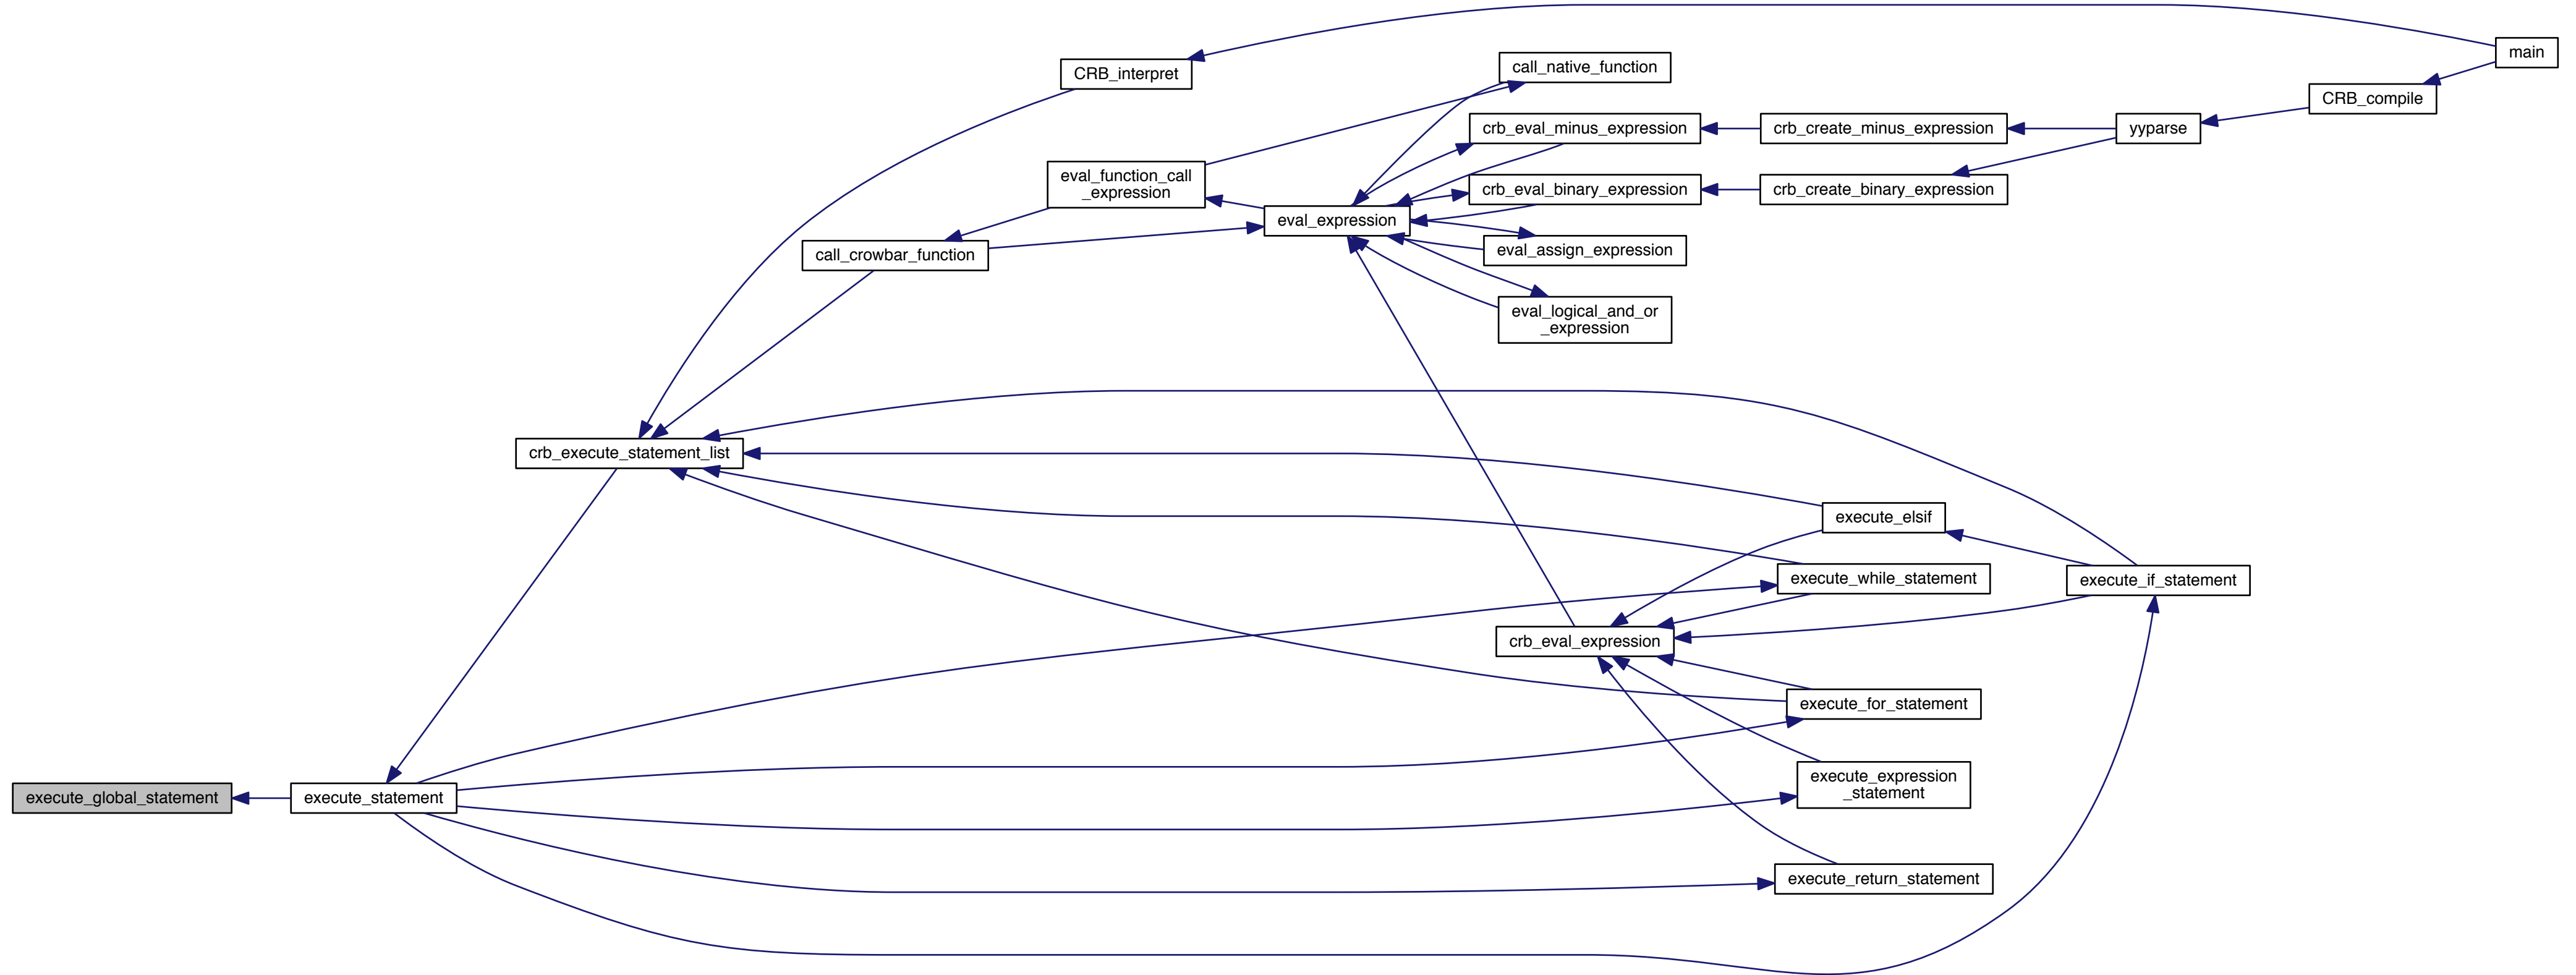 main
CRB_interpret
call_native_function
CRB_compile
crb_eval_minus_expression
crb_create_minus_expression
yyparse
eval_function_call
_expression
crb_eval_binary_expression
crb_create_binary_expression
eval_expression
call_crowbar_function
eval_assign_expression
eval_logical_and_or
_expression
crb_execute_statement_list
execute_elsif
execute_while_statement
execute_if_statement
crb_eval_expression
execute_for_statement
execute_expression
_statement
execute_global_statement
execute_statement
execute_return_statement